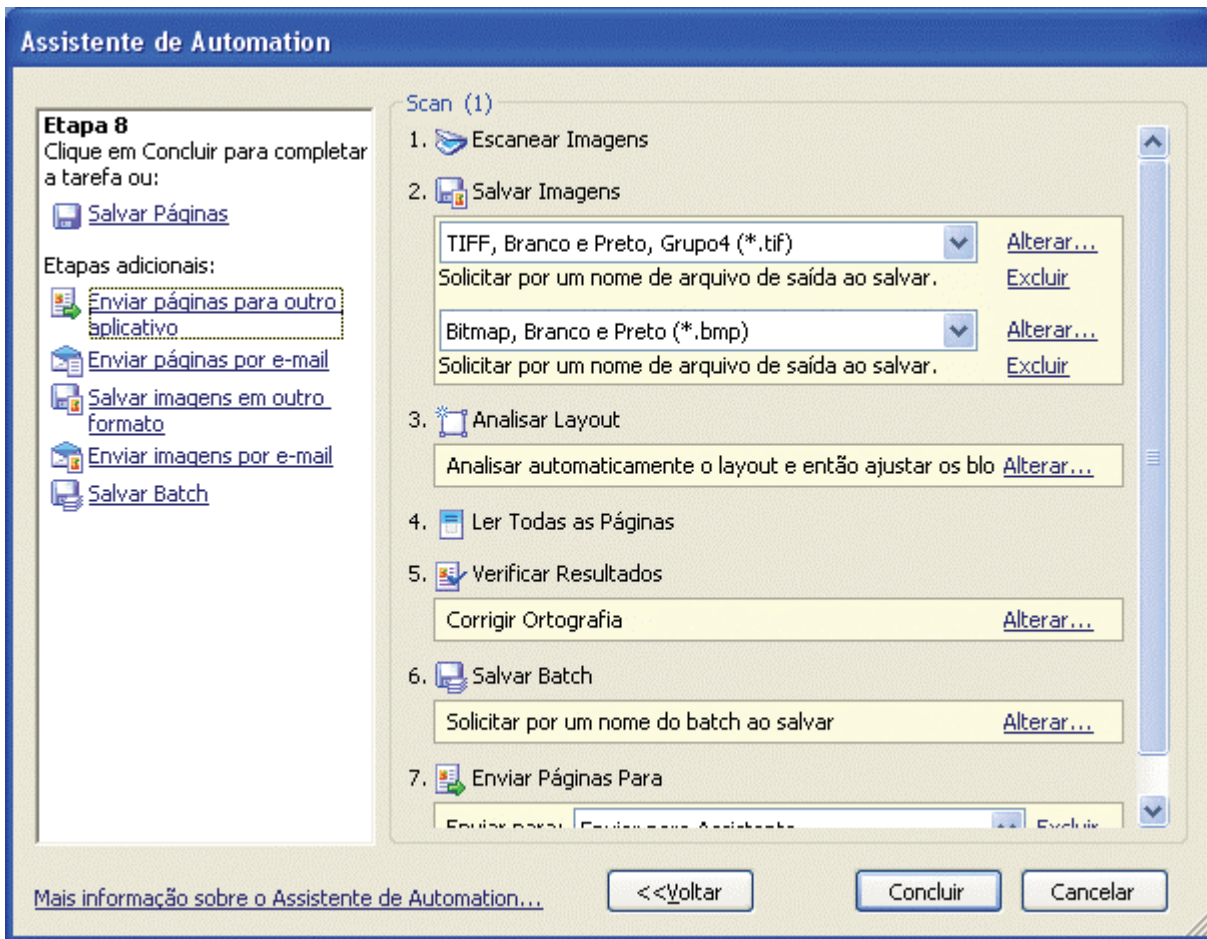 Assistente de Automation
Etapa 8
Clique em Concluir para completar
a tarefa ou:
Salvar Páginas
Etapas adicionais:
Enviar páginas para outro
aplicativo
Enviar páginas por e-mail
Salvar imagens em outro
formato
Enviar imagens por e-mail
Salvar Batch
Scan (1)
1. Escanear Imagens
2. Salvar Imagens
TIFF, Branco e Preto, Grupo4 (*.tif) Alterar...
Solicitar por um nome de arquivo de saída ao salvar. Excluir
Bitmap, Branco e Preto (*.bmp) Alterar...
Solicitar por um nome de arquivo de saída ao salvar. Excluir
3. Analisar Layout
Analisar automaticamente o layout e então ajustar os blo Alterar...
4. Ler Todas as Páginas
5. Verificar Resultados
Corrigir Ortografia Alterar...
6. Salvar Batch
Solicitar por um nome do batch ao salvar Alterar...
7. Enviar Páginas Para
Enviar para: Enviar para Assistente Excluir
Mais informação sobre o Assistente de Automation...
<<Voltar Concluir Cancelar